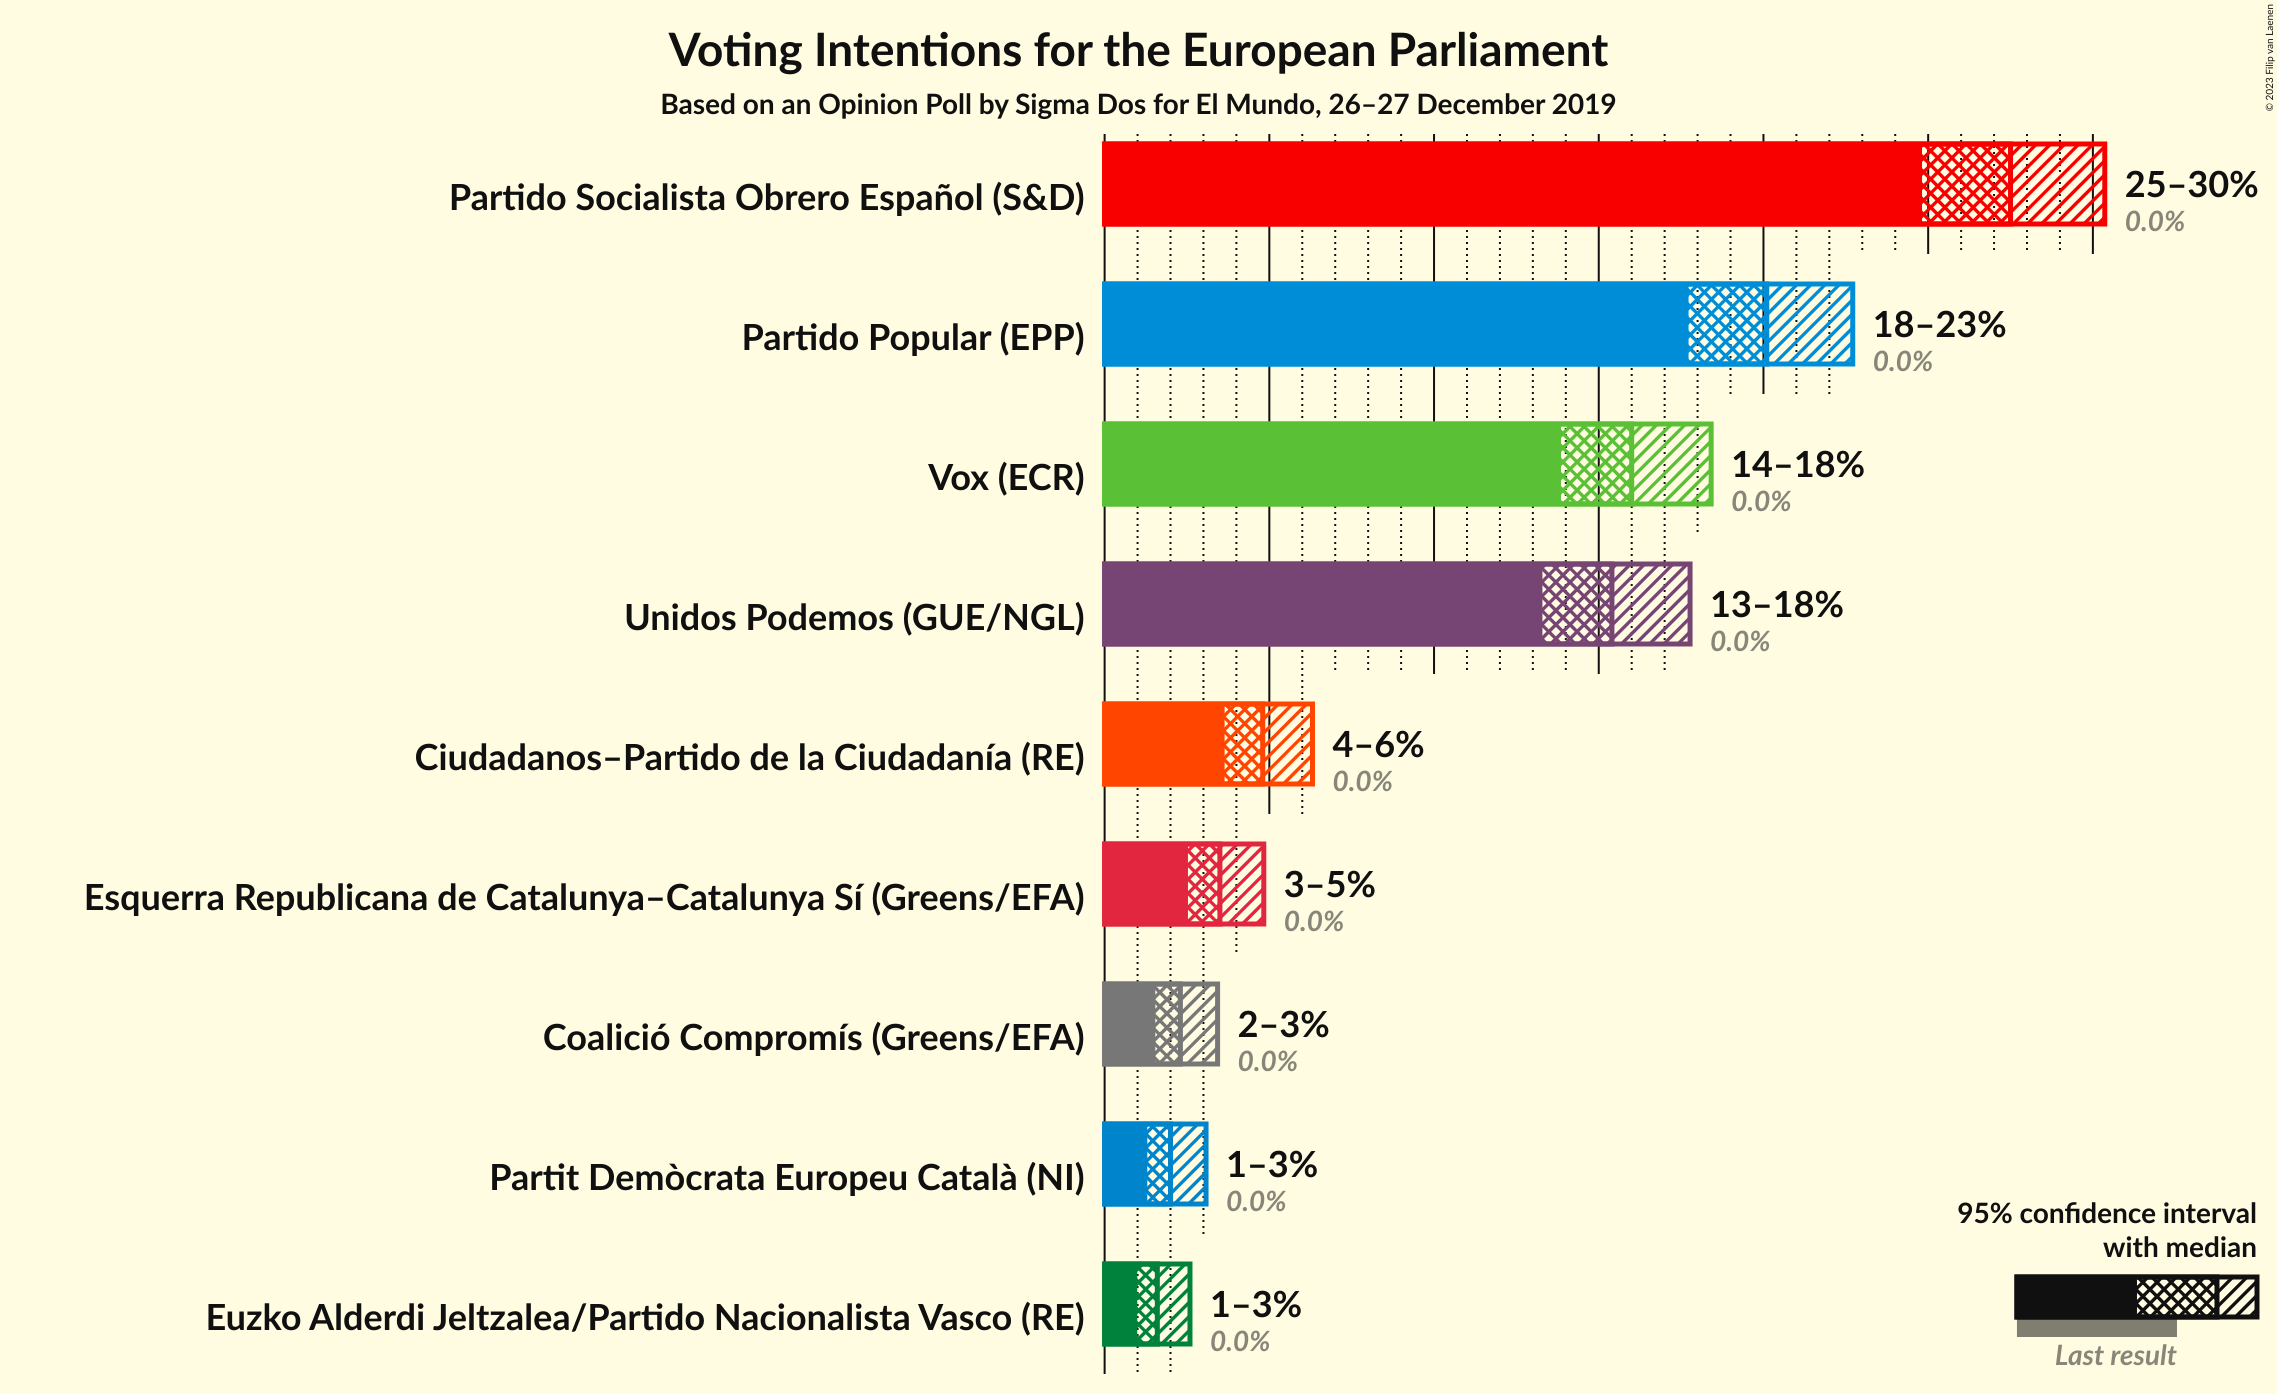 Voting Intentions for the European Parliament
Based on an Opinion Poll by Sigma Dos for El Mundo, 26–27 December 2019
© 2023 Filip van Laenen
Partido Socialista Obrero Español (S&D)
25–30%
0.0%
Partido Popular (EPP)
18–23%
0.0%
Vox (ECR)
14–18%
0.0%
Unidos Podemos (GUE/NGL)
13–18%
0.0%
Ciudadanos–Partido de la Ciudadanía (RE)
4–6%
0.0%
Esquerra Republicana de Catalunya–Catalunya Sí (Greens/EFA)
3–5%
0.0%
Coalició Compromís (Greens/EFA)
2–3%
0.0%
Partit Demòcrata Europeu Català (NI)
1–3%
0.0%
Euzko Alderdi Jeltzalea/Partido Nacionalista Vasco (RE)
1–3%
0.0%
95% confidence interval
with median
Last result